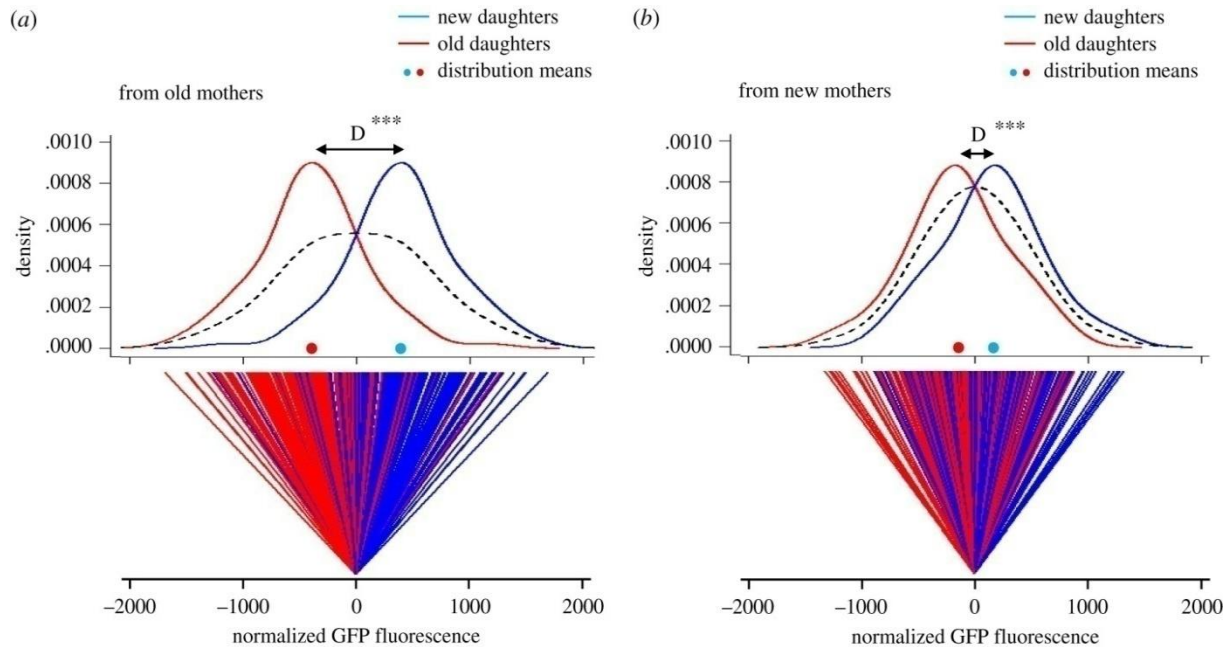 (a)
new daughters
old daughters
distribution means
from old mothers
D ***
.0010
.0008
.0006
.0004
.0002
.0000
density
−2000 −1000 0 1000 2000
normalized GFP fluorescence
(b)
new daughters
old daughters
distribution means
from new mothers
D ***
.0010
.0008
.0006
.0004
.0002
.0000
density
−2000 −1000 0 1000 2000
normalized GFP fluorescence